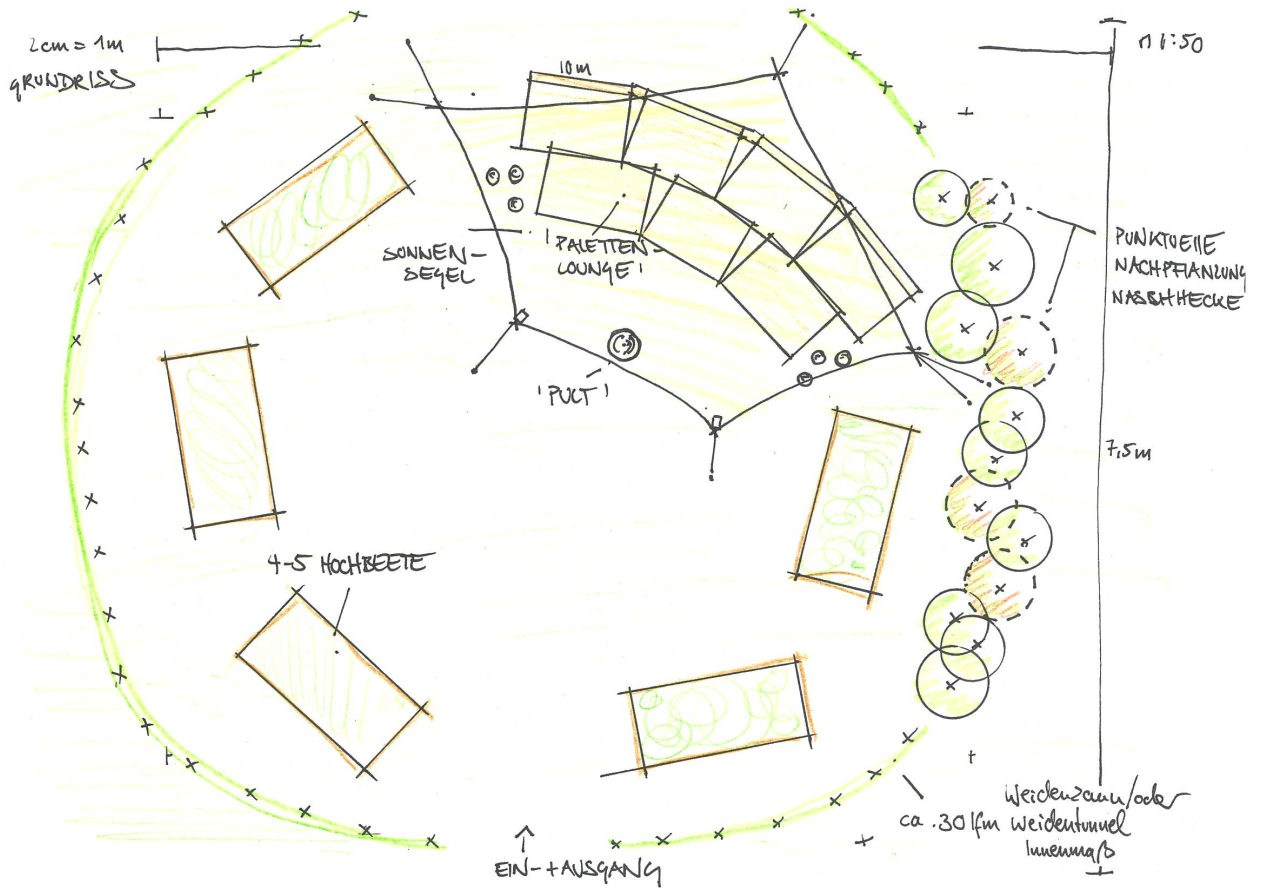 2cm = 1m
GRUNDRISS
10m
M 1:50
PUNKTUELLE
NACHPFLANZUNG
NASCHHECKE
SONNEN-
SEGEL
'PALETTEN-
LOUNGE'
'PULT'
7,5m
4-5 HOCHBEETE
Weidenzaun/oder
ca. 30 lfm Weidentunnel
Innenmaß
EIN-+AUSGANG